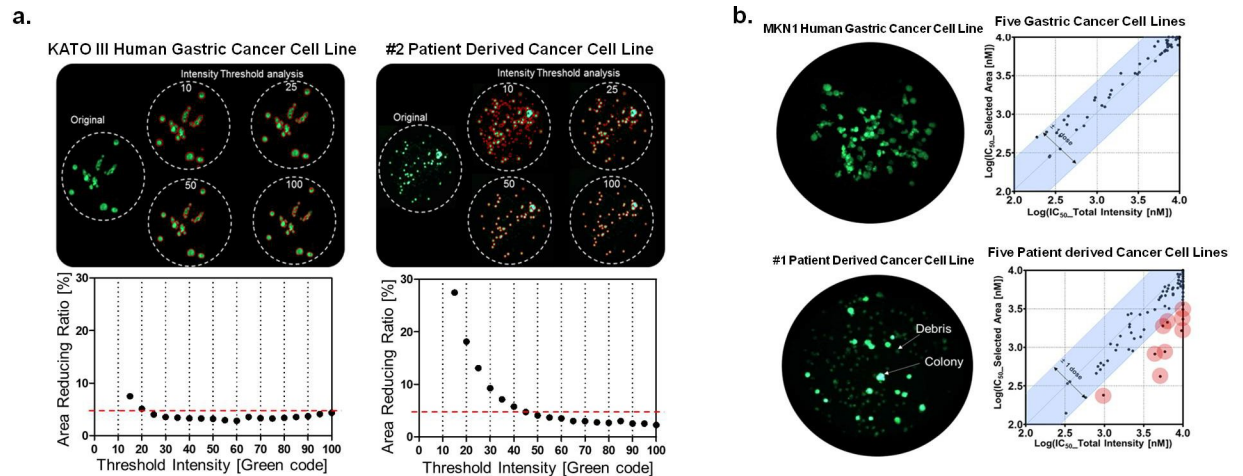 a.
KATO III Human Gastric Cancer Cell Line
Intensity Threshold analysis
10
25
Original
50
100
30
20
10
0
Area Reducing Ratio [%]
0 10 20 30 40 50 60 70 80 90 100
Threshold Intensity [Green code]
#2 Patient Derived Cancer Cell Line
Intensity Threshold analysis
10
25
Original
50
100
30
20
10
0
Area Reducing Ratio [%]
0 10 20 30 40 50 60 70 80 90 100
Threshold Intensity [Green code]
b.
MKN1 Human Gastric Cancer Cell Line
Five Gastric Cancer Cell Lines
4.0
3.5
3.0
2.5
2.0
Log(IC50_Selected Area [nM])
± 1 dose
2.0 2.5 3.0 3.5 4.0
Log(IC50_Total Intensity [nM])
#1 Patient Derived Cancer Cell Line
Debris
Colony
Five Patient derived Cancer Cell Lines
4.0
3.5
3.0
2.5
2.0
Log(IC50_Selected Area [nM])
± 1 dose
2.0 2.5 3.0 3.5 4.0
Log(IC50_Total Intensity [nM])